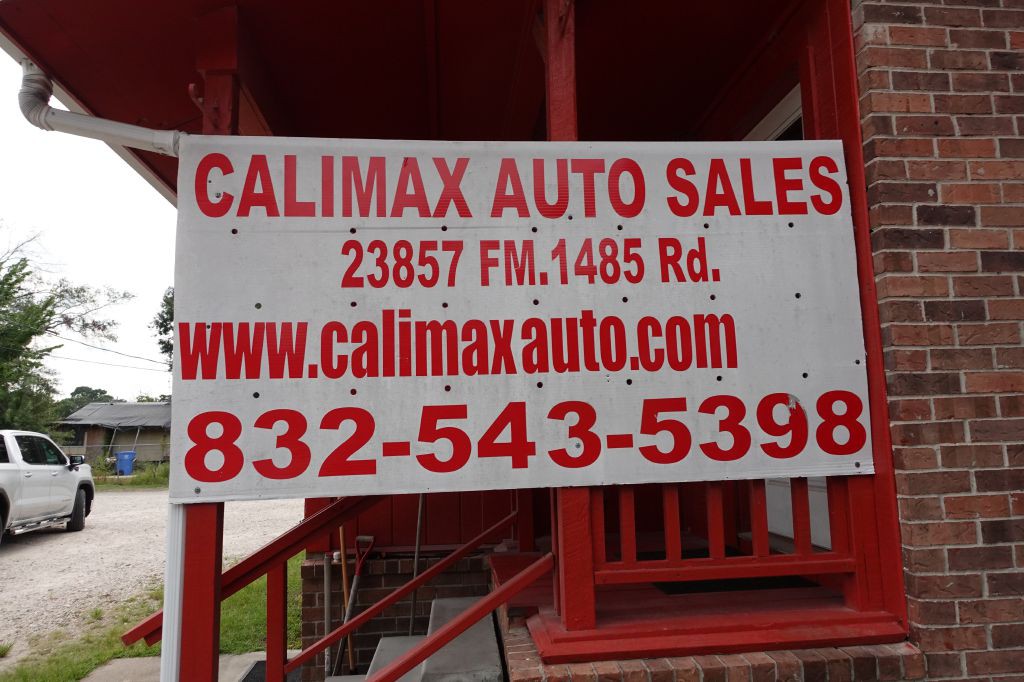 CALIMAX AUTO SALES
23857 FM.1485 Rd.
www.calimaxauto.com
832-543-5398